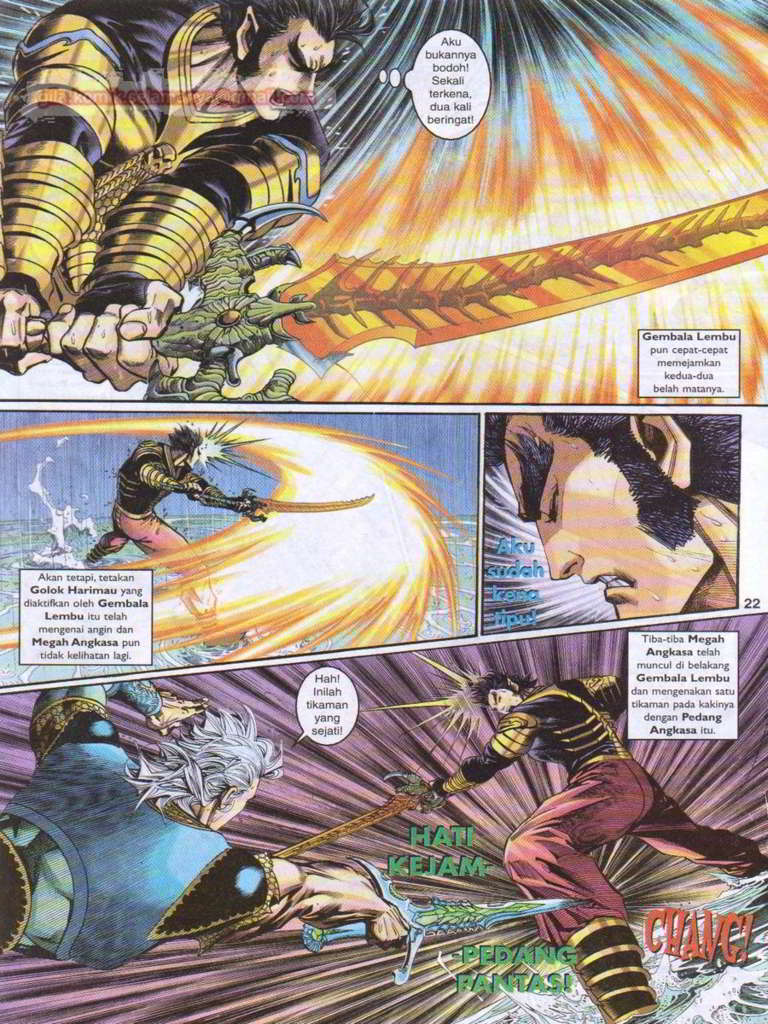 Aku
bukannya
bodoh!
Sekali
terkena,
dua kali
beringat!
Gembala Lembu
pun cepat-cepat
memejamkan
kedua-dua
belah matanya.
Akan tetapi, tetakan
Golok Harimau yang
diaktifkan oleh Gembala
Lembu itu telah
mengenai angin dan
Megah Angkasa pun
tidak kelihatan lagi.
Aku
sudah
kena
tipu!
22
Tiba-tiba Megah
Angkasa telah
muncul di belakang
Gembala Lembu
dan mengenakan satu
tikaman pada kakinya
dengan Pedang
Angkasa itu.
Hah!
Inilah
tikaman
yang
sejati!
HATI
KEJAM-
-PEDANG
PANTAS!
CHANG!